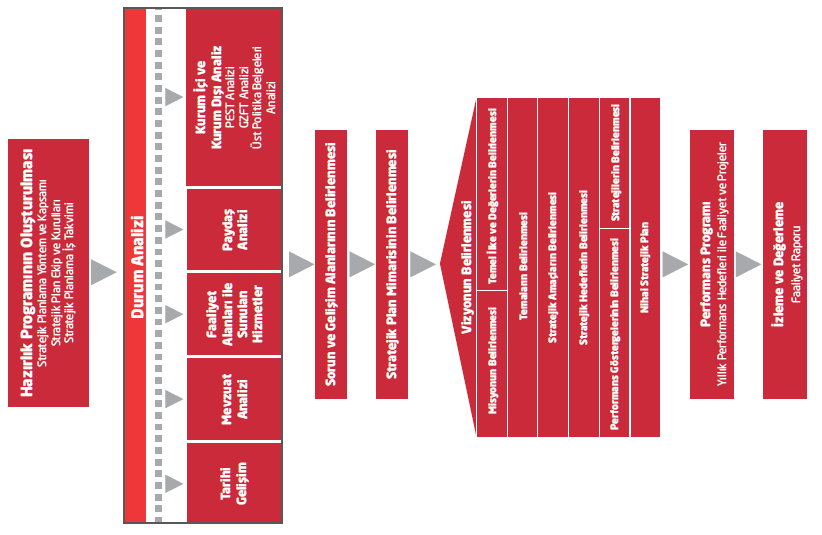 Hazırlık Programının Oluşturulması
Stratejik Planlama Yöntem ve Kapsamı
Stratejik Plan Ekip ve Kurulları
Stratejik Planlama İş Takvimi
Durum Analizi
Tarihi
Gelişim
Mevzuat
Analizi
Faaliyet
Alanları ile
Sunulan
Hizmetler
Paydaş
Analizi
Kurum İçi ve
Kurum Dışı Analiz
PEST Analizi
GZFT Analizi
Üst Politika Belgeleri
Analizi
Sorun ve Gelişim Alanlarının Belirlenmesi
Stratejik Plan Mimarisinin Belirlenmesi
Vizyonun Belirlenmesi
Misyonun Belirlenmesi
Temel İlke ve Değerlerin Belirlenmesi
Temaların Belirlenmesi
Stratejik Amaçların Belirlenmesi
Stratejik Hedeflerin Belirlenmesi
Performans Göstergelerinin Belirlenmesi
Stratejilerin Belirlenmesi
Nihai Stratejik Plan
Performans Programı
Yıllık Performans Hedefleri ile Faaliyet ve Projeler
İzleme ve Değerleme
Faaliyet Raporu